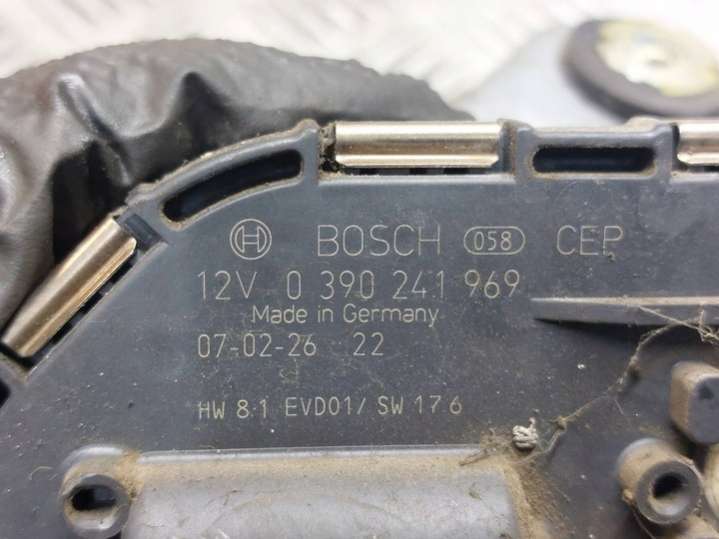 BOSCH 058 CEP
12V 0 390 241 969
Made in Germany
07-02-26 22
HW 8.1 EVD01/ SW 17.6